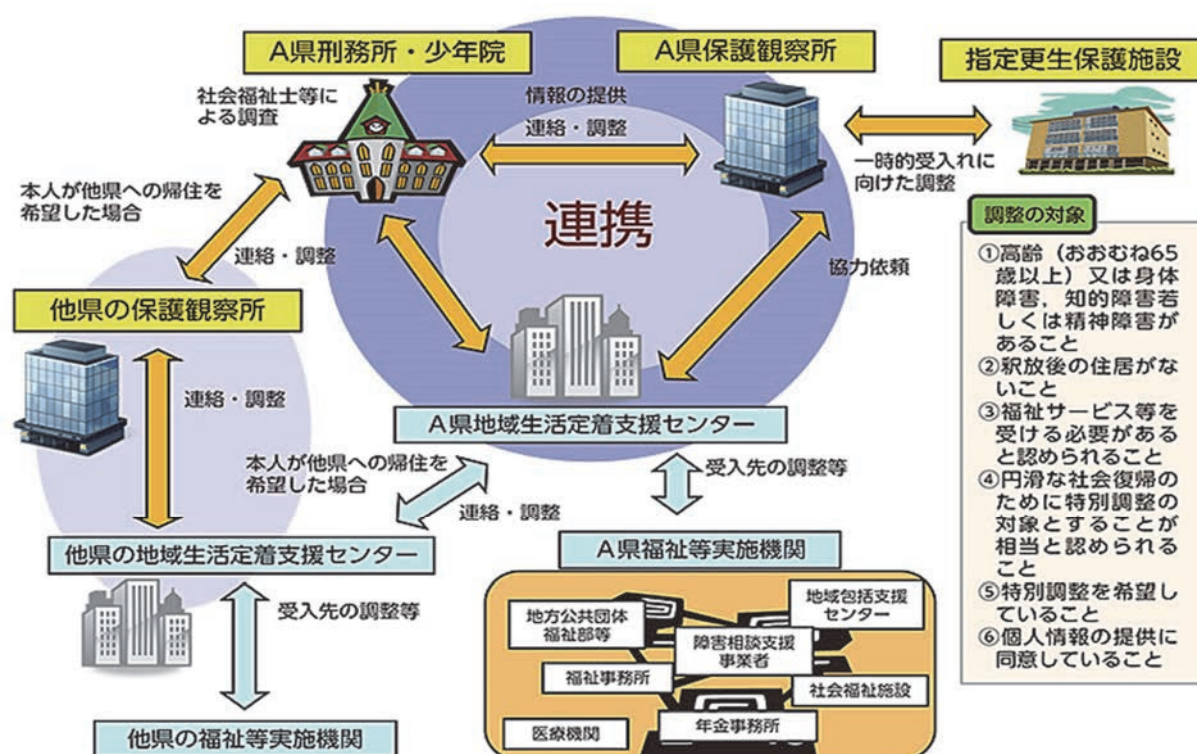 A県刑務所・少年院
A県保護観察所
指定更生保護施設
社会福祉士等
による調査
情報の提供
連絡・調整
一時的受入れに
向けた調整
本人が他県への帰住を
希望した場合
連絡・調整
連携
協力依頼
他県の保護観察所
連絡・調整
A県地域生活定着支援センター
本人が他県への帰住を
希望した場合
連絡・調整
受入先の調整等
他県の地域生活定着支援センター
受入先の調整等
他県の福祉等実施機関
A県福祉等実施機関
地方公共団体
福祉部等
地域包括支援
センター
障害相談支援
事業者
福祉事務所
社会福祉施設
医療機関
年金事務所
調整の対象
①高齢（おおむね65
歳以上）又は身体
障害，知的障害若
しくは精神障害が
あること
②釈放後の住居がな
いこと
③福祉サービス等を
受ける必要がある
と認められること
④円滑な社会復帰の
ために特別調整の
対象とすることが
相当と認められる
こと
⑤特別調整を希望し
ていること
⑥個人情報の提供に
同意していること